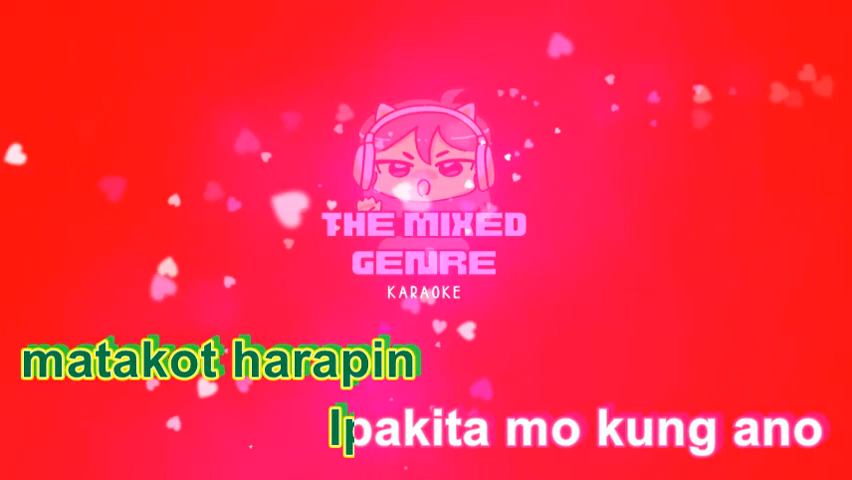 THE MIXED
GENRE
KARAOKE
matakot harapin
Ipakita mo kung ano